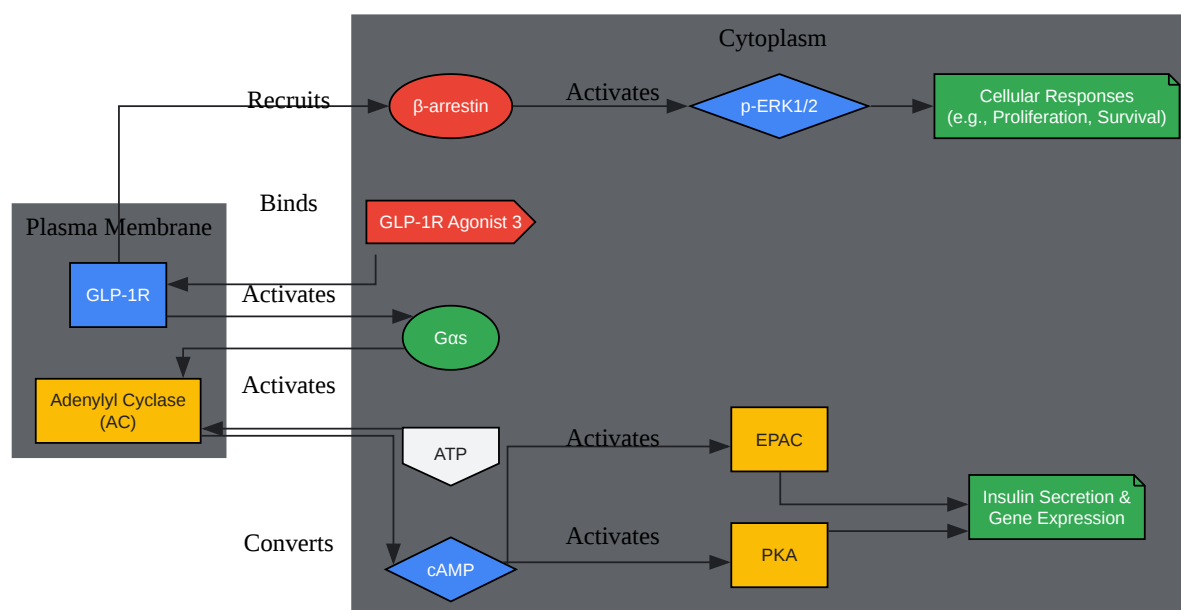 Cytoplasm
Recruits
β-arrestin
Activates
p-ERK1/2
Cellular Responses
(e.g., Proliferation, Survival)
Binds
GLP-1R Agonist 3
Plasma Membrane
GLP-1R
Activates
Gαs
Activates
Adenylyl Cyclase
(AC)
ATP
Activates
EPAC
Insulin Secretion &
Gene Expression
Converts
cAMP
Activates
PKA